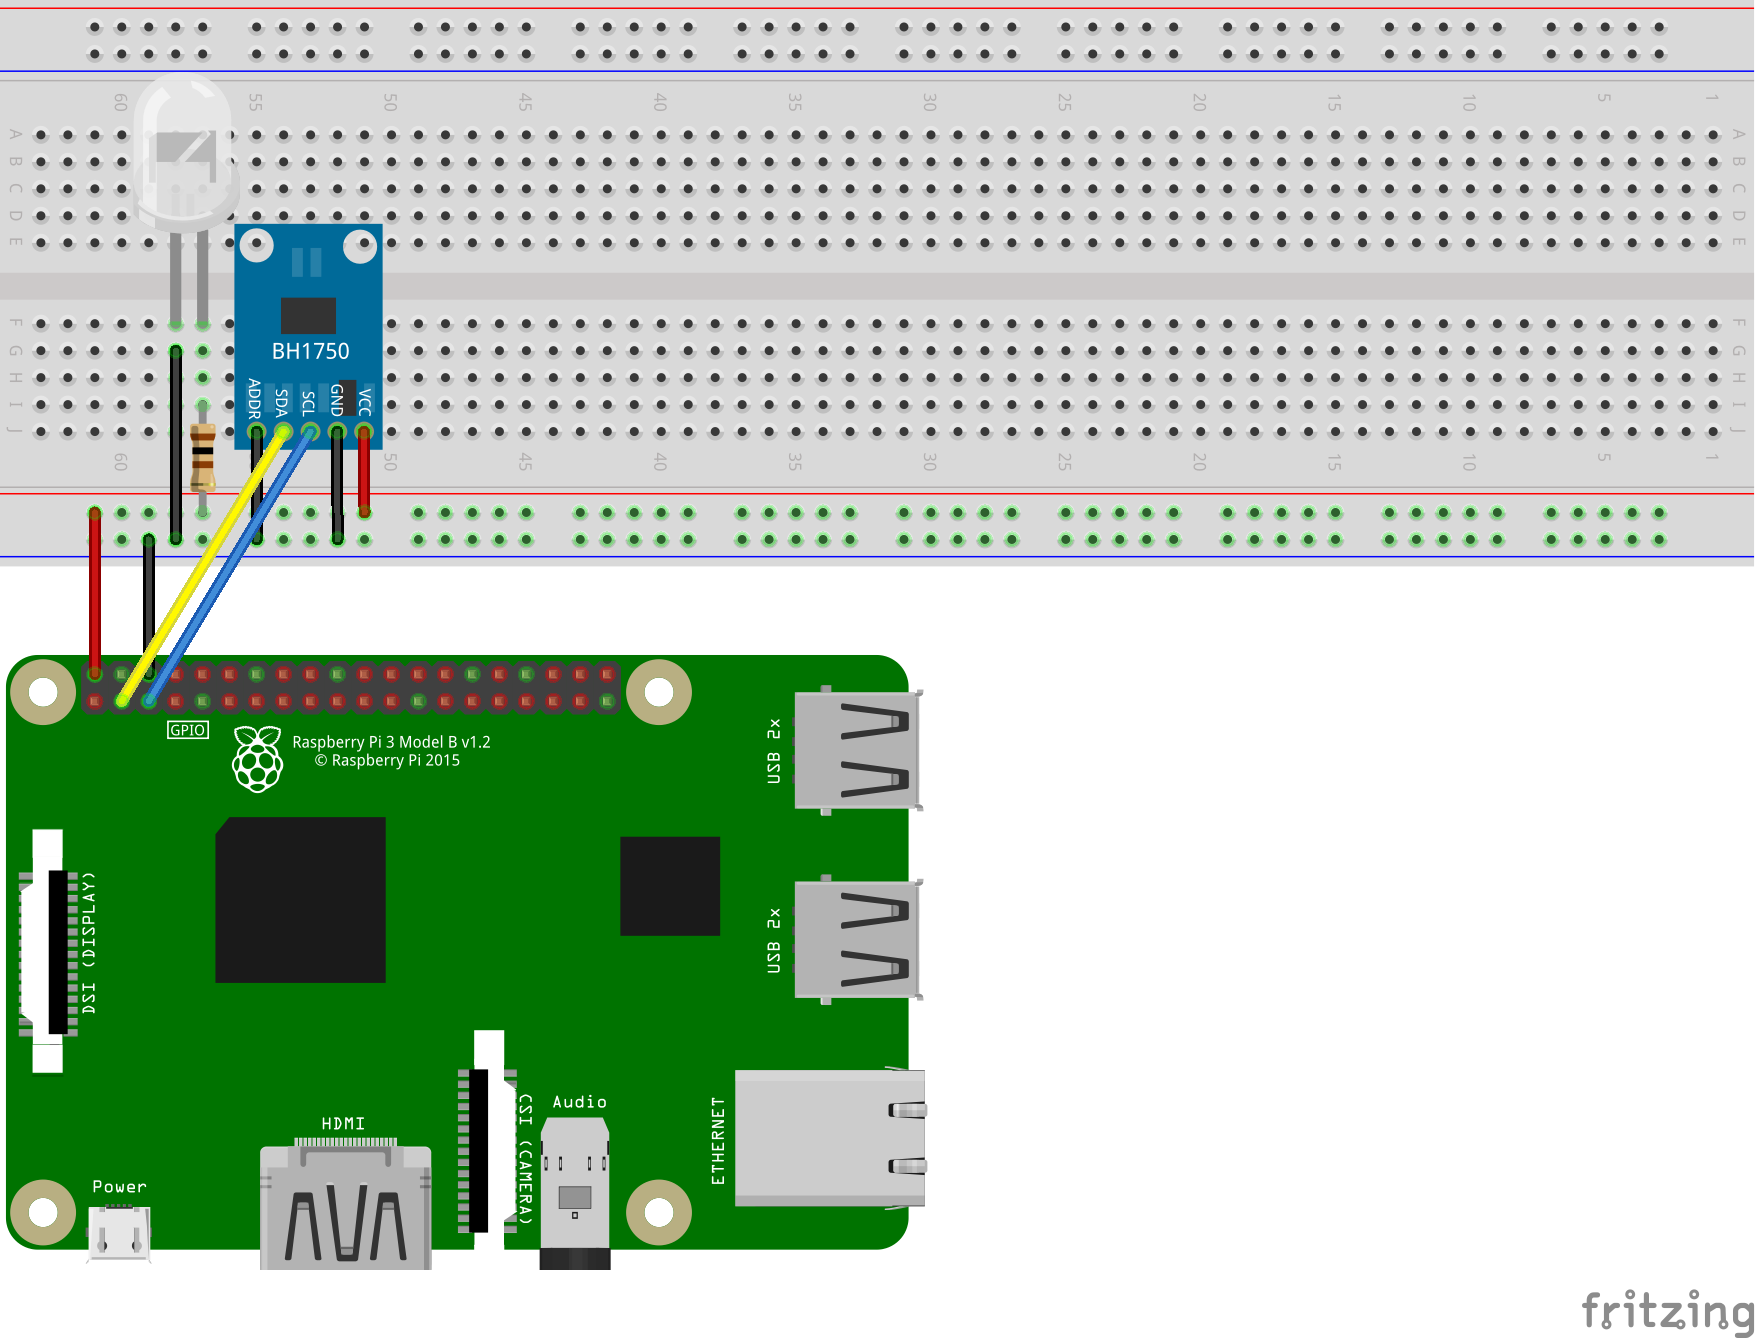 60 55 50 45 40 35 30 25 20 15 10 5 1
A A
B B
C C
D D
E E
F F
G G
H H
I I
J J
BH1750
ADDR SDA SCL GND VCC
60 50 45 40 35 30 25 20 15 10 5 1
GPIO
Raspberry Pi 3 Model B v1.2
© Raspberry Pi 2015
USB 2x
USB 2x
DSI (DISPLAY)
HDMI
CSI (CAMERA)
Audio
ETHERNET
Power
fritzing